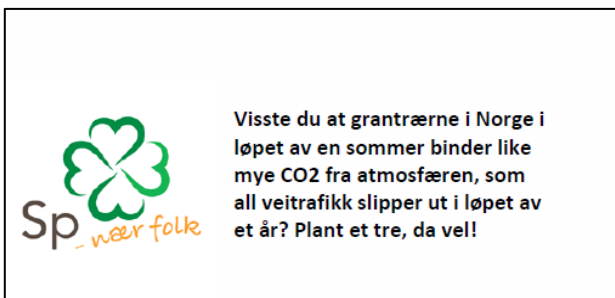 Visste du at grantrærne i Norge i
løpet av en sommer binder like
mye CO2 fra atmosfæren, som
all veitrafikk slipper ut i løpet av
et år? Plant et tre, da vel!
Sp
nær folk